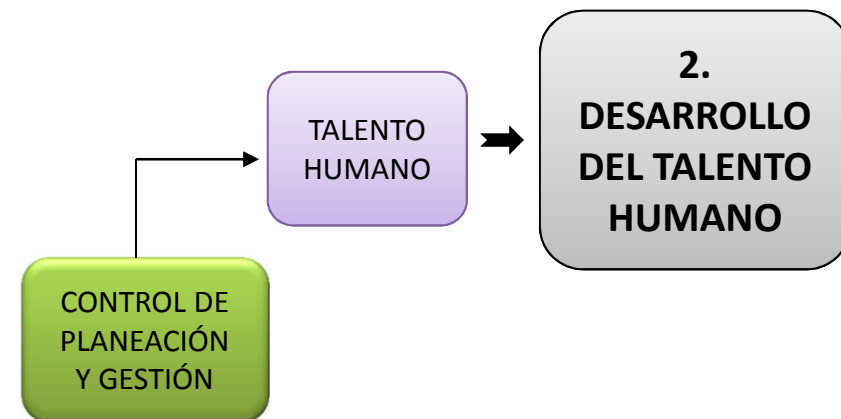 2.
DESARROLLO
DEL TALENTO
HUMANO
TALENTO
HUMANO
CONTROL DE
PLANEACIÓN
Y GESTIÓN